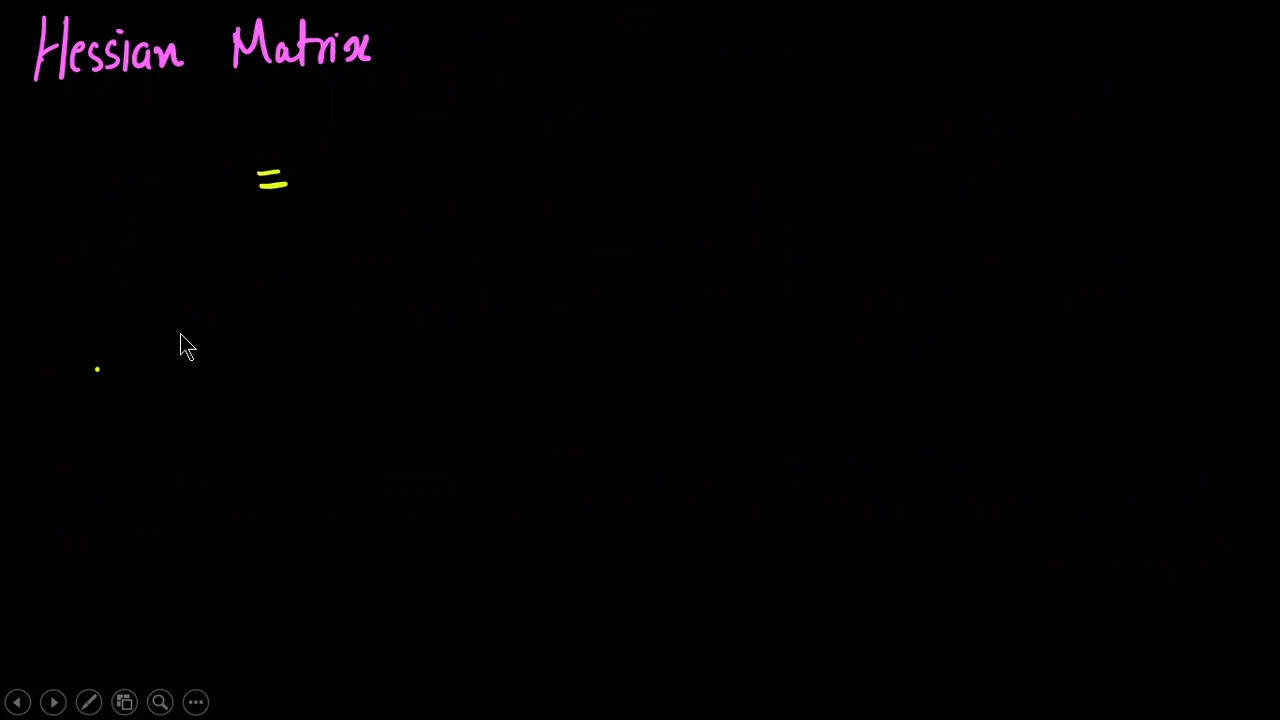 Hessian Matrix
=